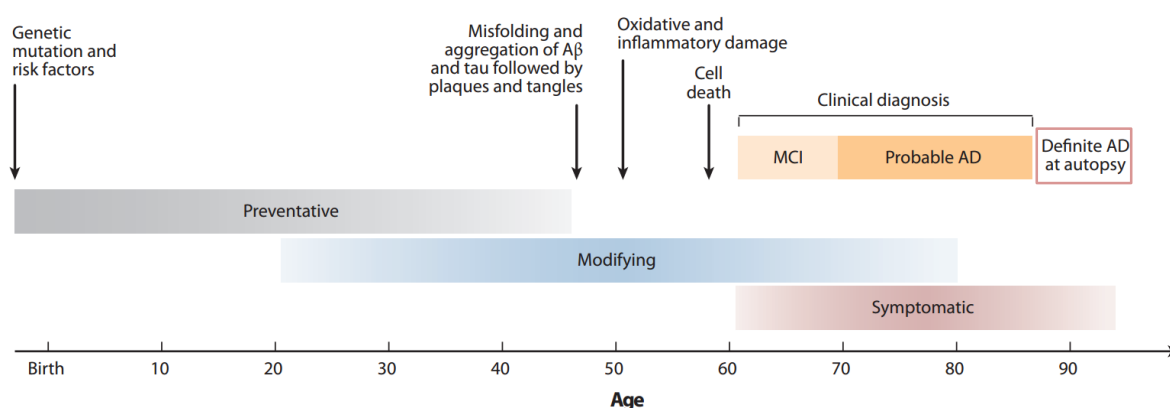 Genetic
mutation and
risk factors
Misfolding and
aggregation of Aβ
and tau followed by
plaques and tangles
Oxidative and
inflammatory damage
Cell
death
Clinical diagnosis
MCI
Probable AD
Definite AD
at autopsy
Preventative
Modifying
Symptomatic
Birth 10 20 30 40 50 60 70 80 90
Age